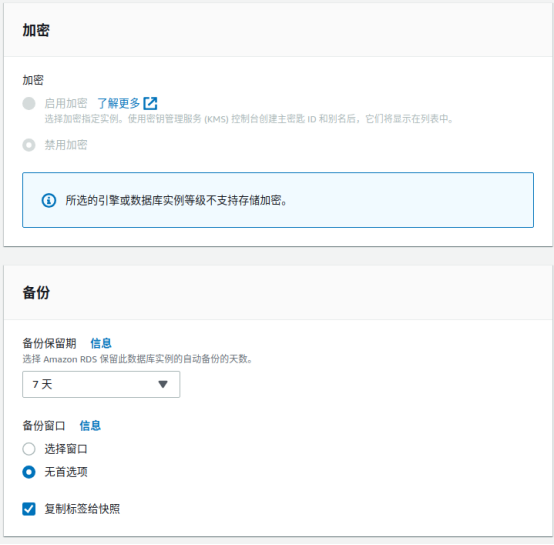 加密
加密
启用加密 了解更多
选择加密指定实例。使用密钥管理服务 (KMS) 控制台创建主密匙 ID 和别名后，它们将显示在列表中。
禁用加密
所选的引擎或数据库实例等级不支持存储加密。
备份
备份保留期 信息
选择 Amazon RDS 保留此数据库实例的自动备份的天数。
7 天
备份窗口 信息
选择窗口
无首选项
复制标签给快照